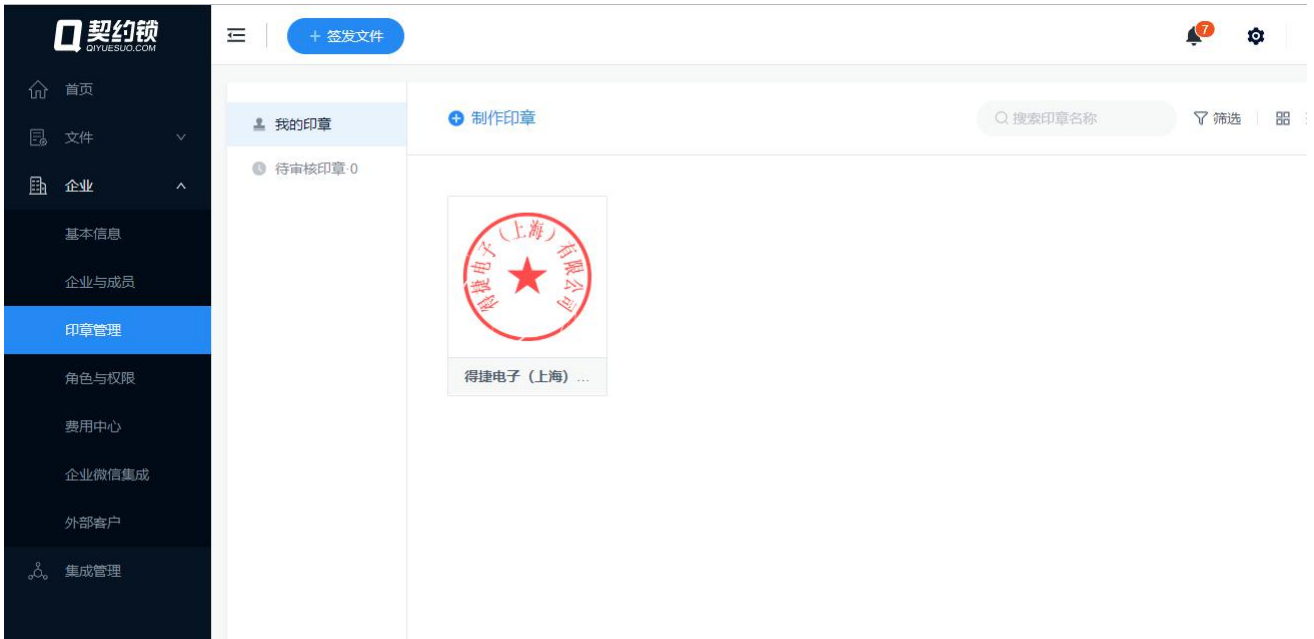 契约锁
QIYUESUO.COM
+ 签发文件
7
首页
文件
企业
基本信息
企业与成员
印章管理
角色与权限
费用中心
企业微信集成
外部客户
集成管理
我的印章
待审核印章·0
制作印章
搜索印章名称
筛选
得捷电子（上海）有限公司
得捷电子（上海）...